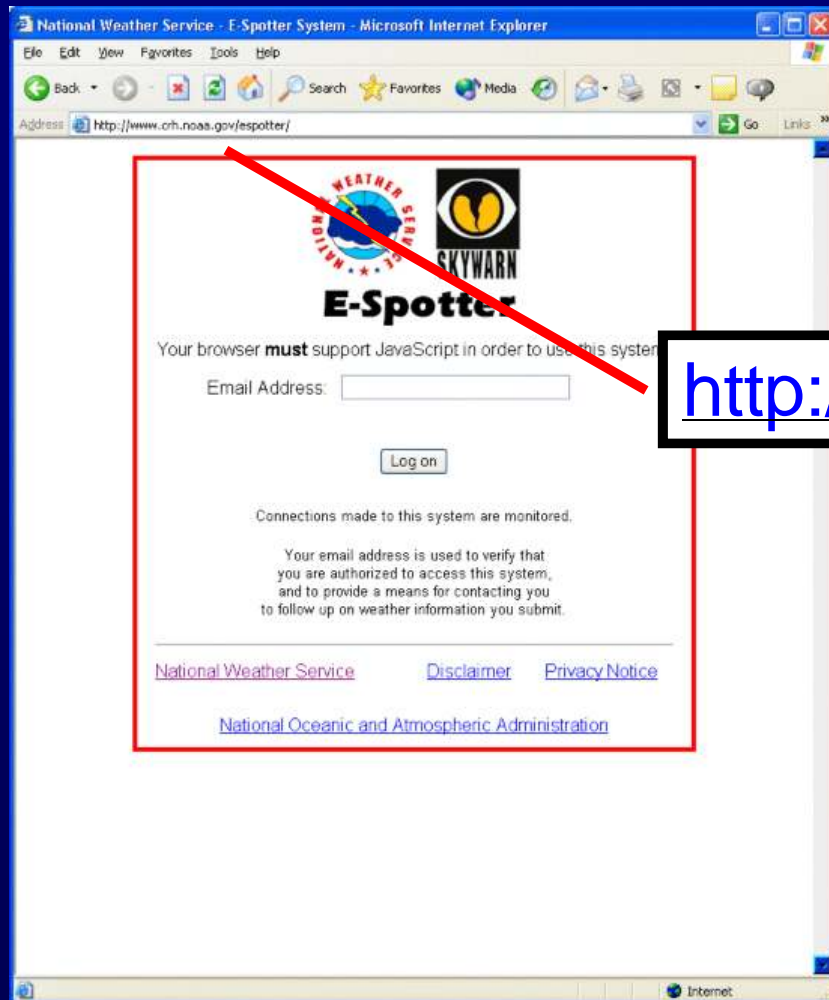 National Weather Service - E-Spotter System - Microsoft Internet Explorer
File Edit View Favorites Tools Help
Back Search Favorites Media
Address http://www.crh.noaa.gov/espotter/ Go Links »
NATIONAL WEATHER SERVICE
SKYWARN
E-Spotter
Your browser must support JavaScript in order to use this system
Email Address:
http:/
Log on
Connections made to this system are monitored.
Your email address is used to verify that
you are authorized to access this system,
and to provide a means for contacting you
to follow up on weather information you submit.
National Weather Service Disclaimer Privacy Notice
National Oceanic and Atmospheric Administration
Internet